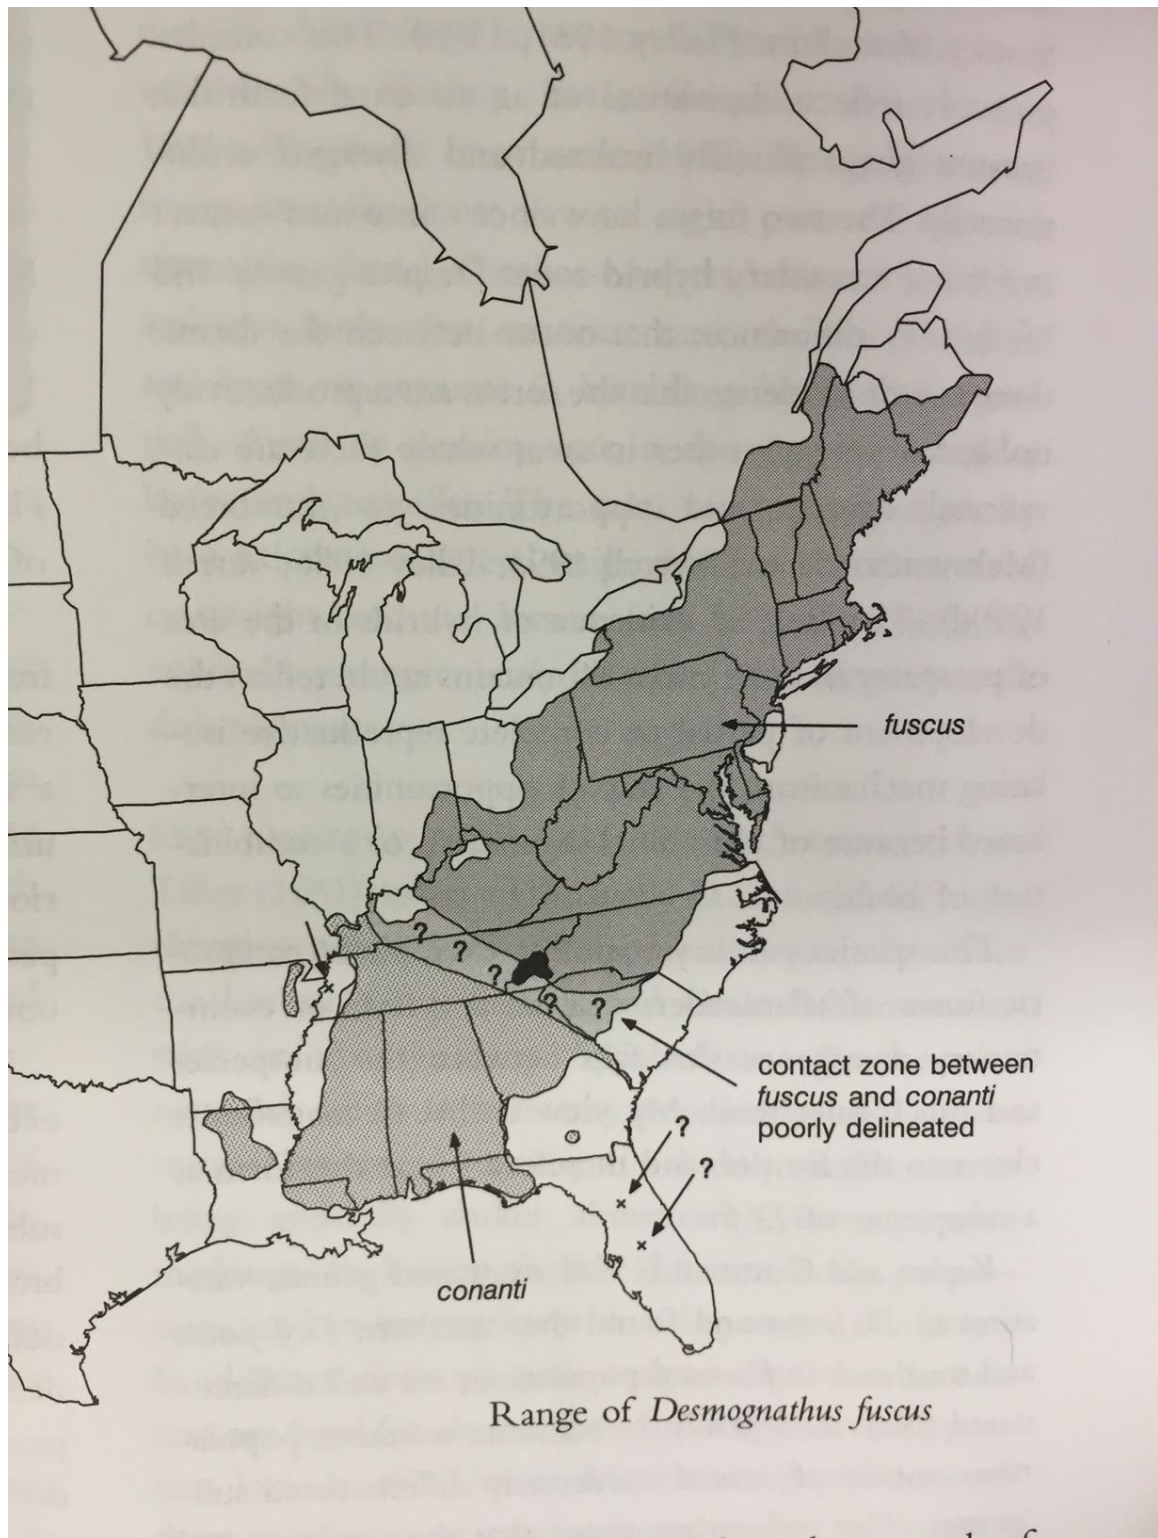 fuscus
?
?
?
?
?
contact zone between
fuscus and conanti
poorly delineated
?
?
conanti
Range of Desmognathus fuscus